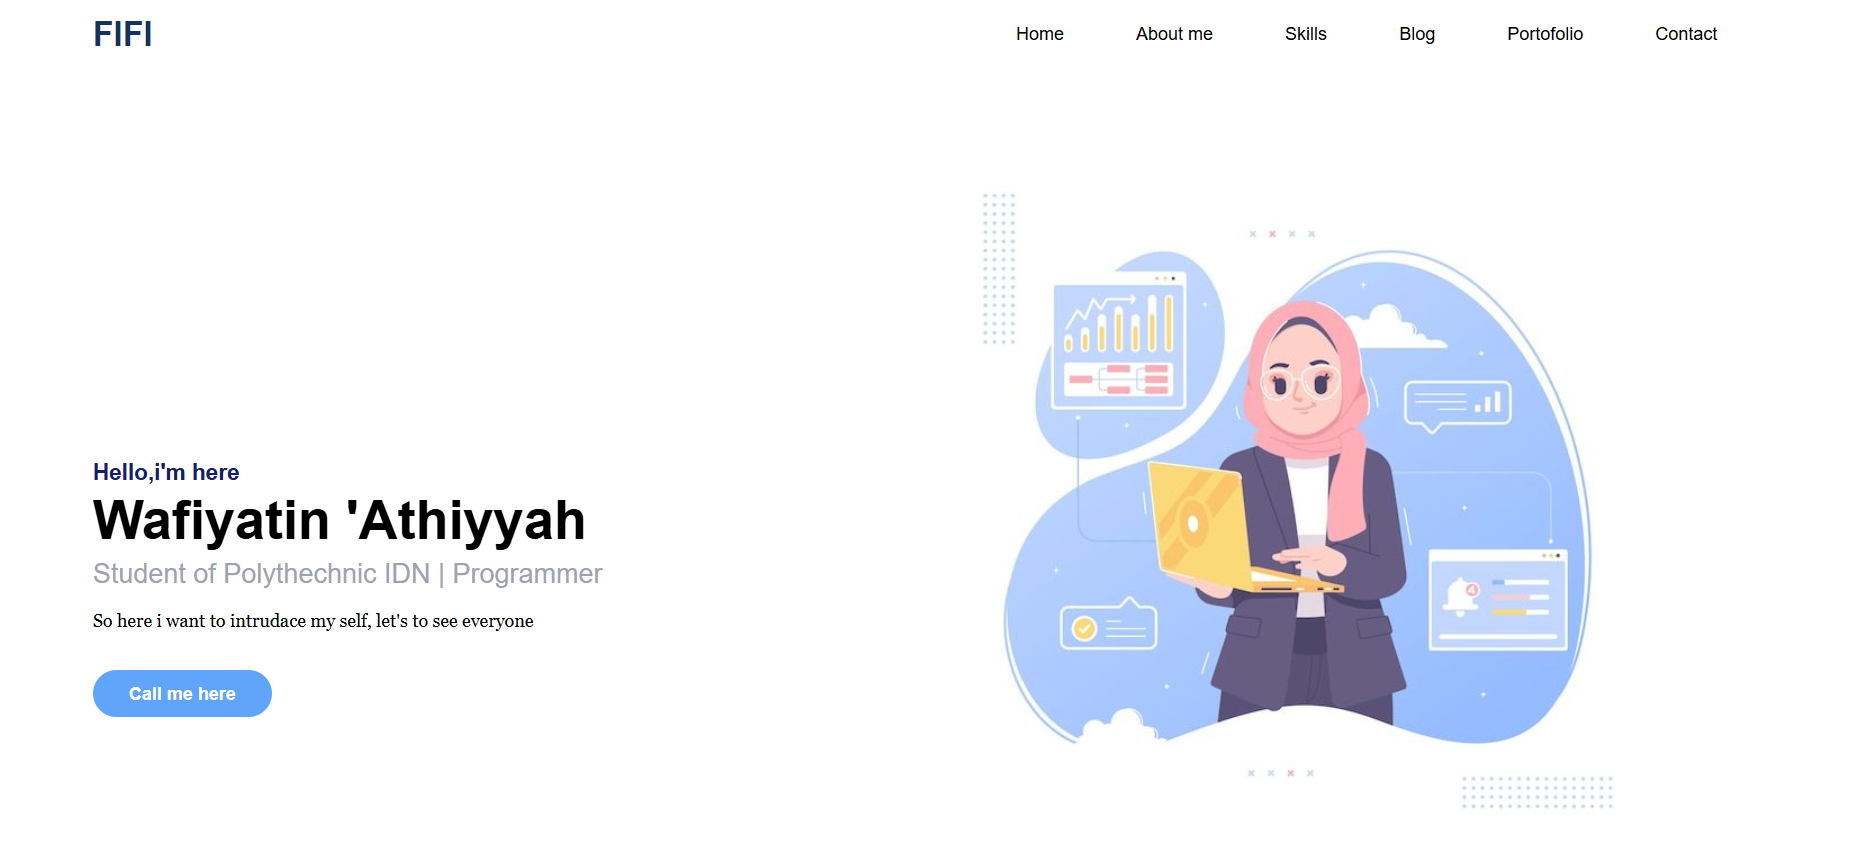 FIFI
Home About me Skills Blog Portofolio Contact
Hello,i'm here
Wafiyatin 'Athiyyah
Student of Polythechnic IDN | Programmer
So here i want to intrudace my self, let's to see everyone
Call me here